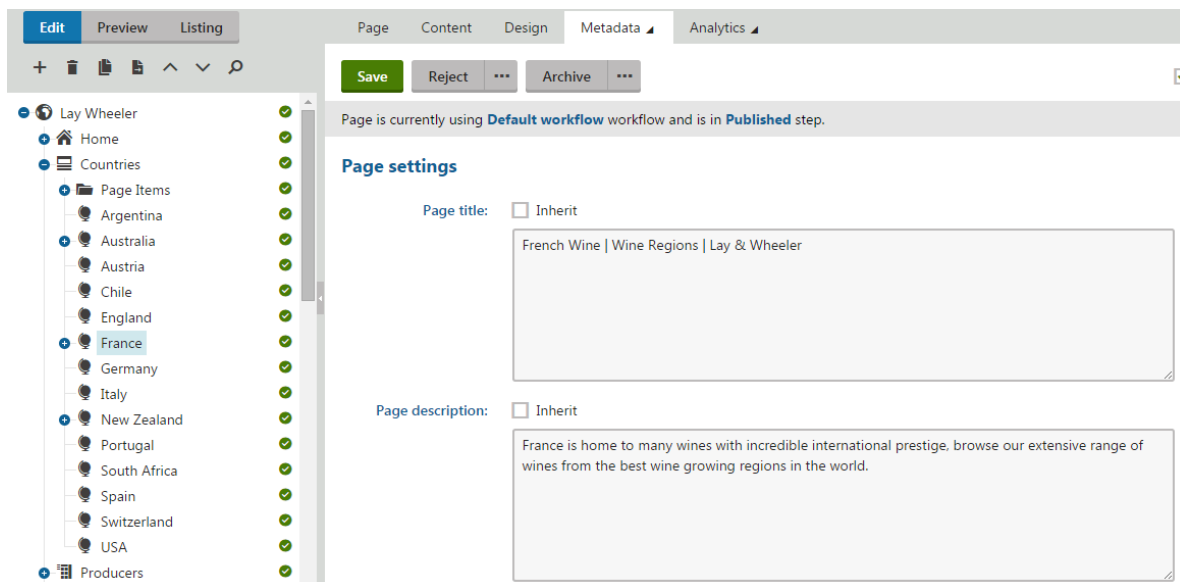 Edit Preview Listing
Page Content Design Metadata Analytics
Save Reject ... Archive ...
Page is currently using Default workflow workflow and is in Published step.
Lay Wheeler
Home
Countries
Page Items
Argentina
Australia
Austria
Chile
England
France
Germany
Italy
New Zealand
Portugal
South Africa
Spain
Switzerland
USA
Producers
Page settings
Page title: Inherit
French Wine | Wine Regions | Lay & Wheeler
Page description: Inherit
France is home to many wines with incredible international prestige, browse our extensive range of
wines from the best wine growing regions in the world.